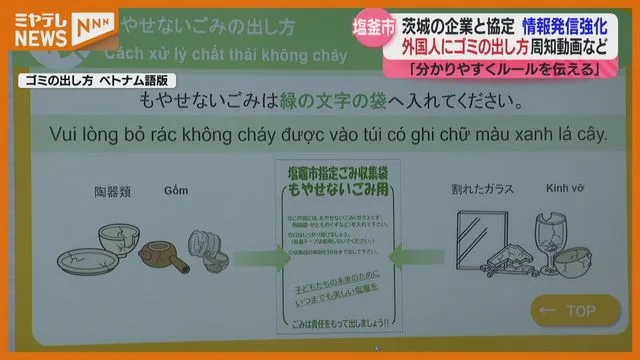 ミヤテレ
NEWS NNN
塩釜市
茨城の企業と協定 情報発信強化
外国人にゴミの出し方 周知動画など
「分かりやすくルールを伝える」
ゴミの出し方 ベトナム語版
もやせないごみの出し方
Cách xử lý chất thải không cháy
もやせないごみは緑の文字の袋へ入れてください。
Vui lòng bỏ rác không cháy được vào túi có ghi chữ màu xanh lá cây.
陶器類 Gốm
塩竈市指定ごみ収集袋
もやせないごみ用
割れたガラス Kinh vỡ
子どもたちの未来のために
いつまでも美しい塩竈を
ごみは責任をもって出しましょう!!
← TOP